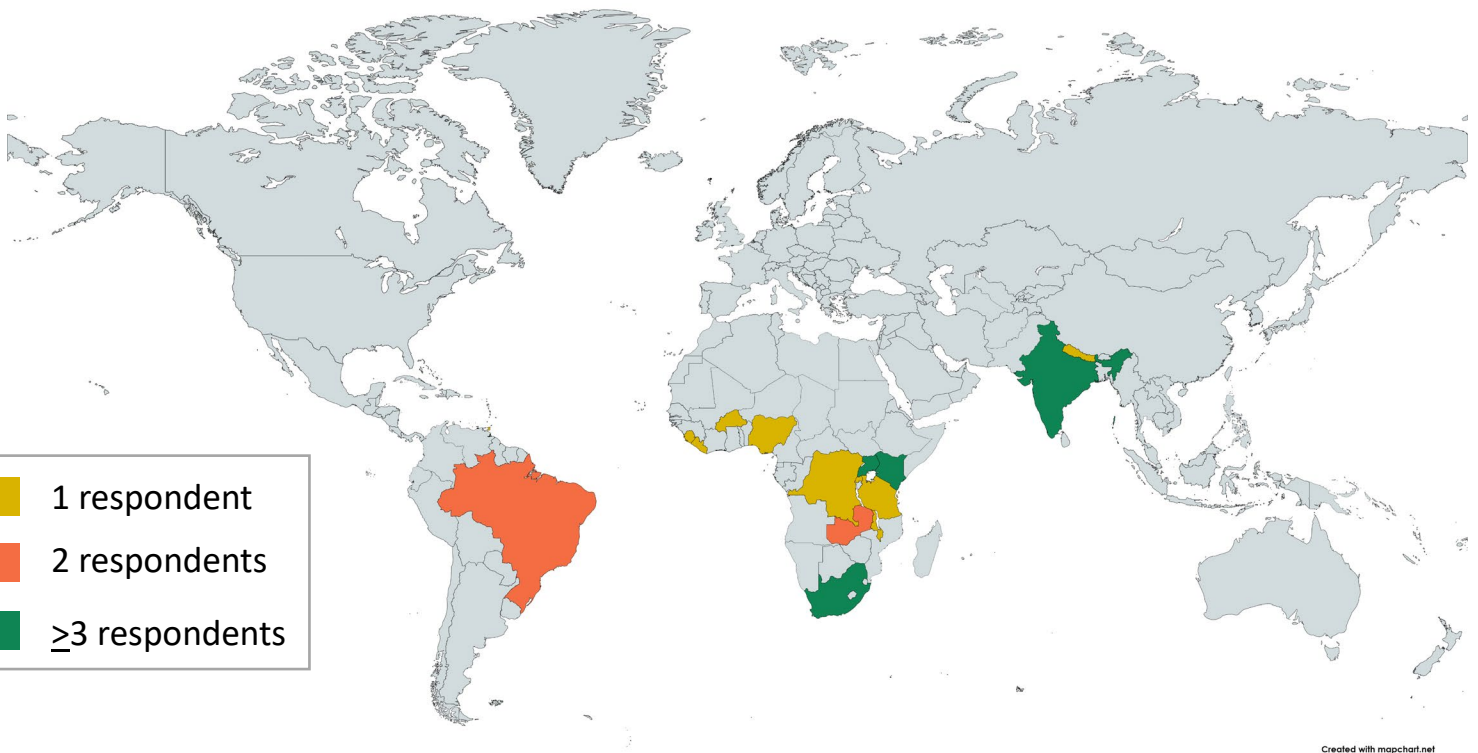 1 respondent
2 respondents
≥3 respondents
Created with mapchart.net